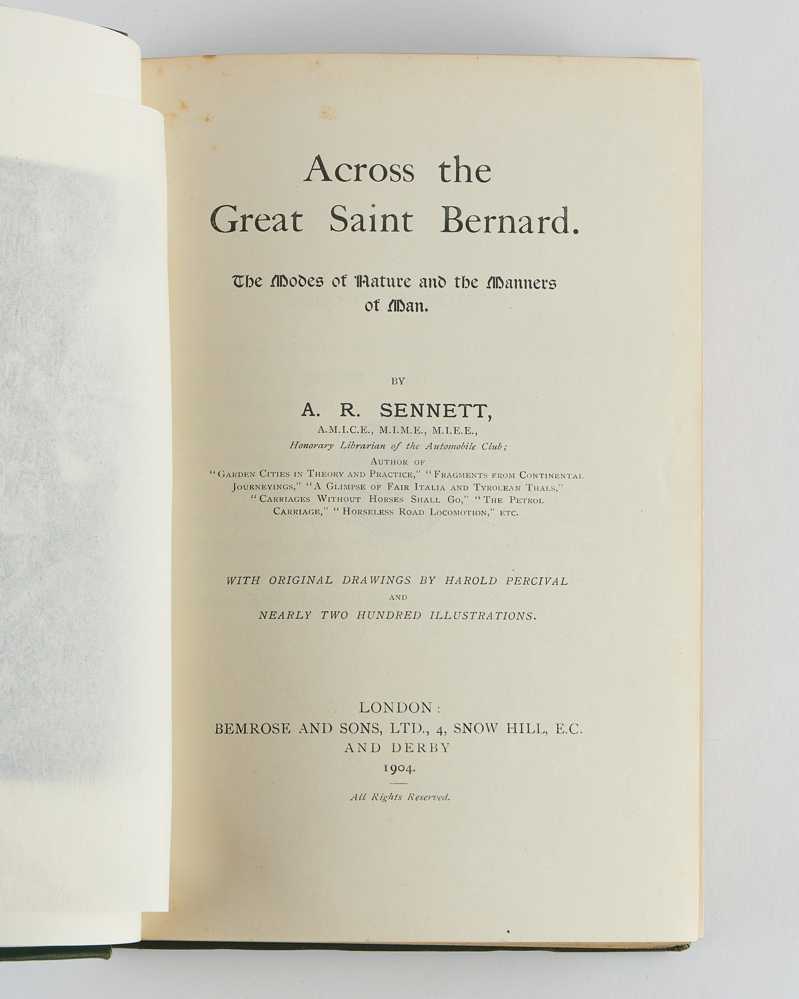 Across the
Great Saint Bernard.
The Modes of Nature and the Manners
of Man.
BY
A. R. SENNETT,
A.M.I.C.E., M.I.M.E., M.I.E.E.,
Honorary Librarian of the Automobile Club;
AUTHOR OF
"GARDEN CITIES IN THEORY AND PRACTICE," "FRAGMENTS FROM CONTINENTAL
JOURNEYINGS," "A GLIMPSE OF FAIR ITALIA AND TYROLEAN THALS,"
"CARRIAGES WITHOUT HORSES SHALL GO," "THE PETROL
CARRIAGE," "HORSELESS ROAD LOCOMOTION," ETC.
WITH ORIGINAL DRAWINGS BY HAROLD PERCIVAL
AND
NEARLY TWO HUNDRED ILLUSTRATIONS.
LONDON:
BEMROSE AND SONS, LTD., 4, SNOW HILL, E.C.
AND DERBY
1904.
All Rights Reserved.